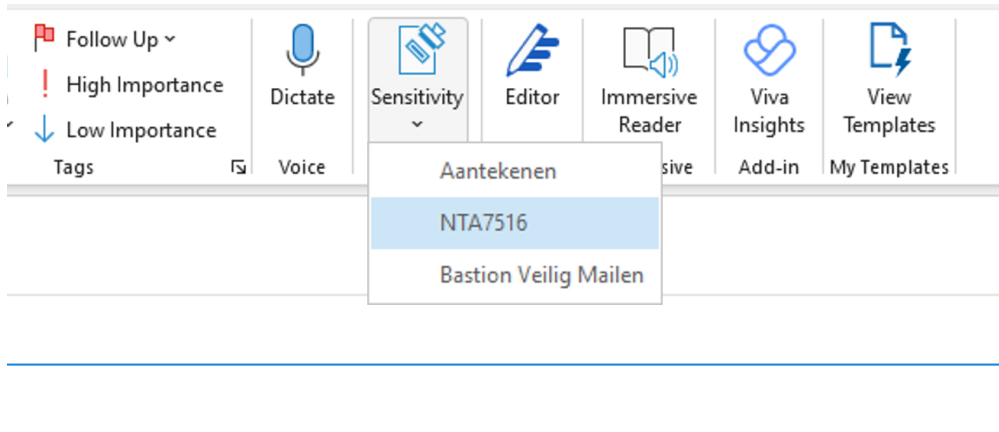 Follow Up
High Importance
Low Importance
Tags
Dictate
Voice
Sensitivity
Editor
Immersive
Reader
sive
Viva
Insights
Add-in
View
Templates
My Templates
Aantekenen
NTA7516
Bastion Veilig Mailen